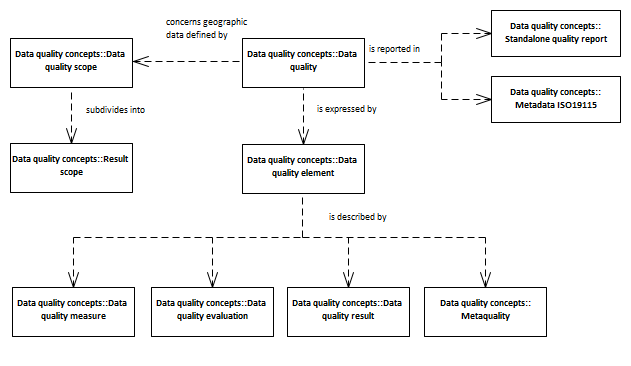 concerns geographic
data defined by
Data quality concepts::Data
quality scope
Data quality concepts::Data
quality
is reported in
Data quality concepts::
Standalone quality report
Data quality concepts::
Metadata ISO19115
subdivides into
is expressed by
Data quality concepts::Result
scope
Data quality concepts::Data
quality element
is described by
Data quality concepts::Data
quality measure
Data quality concepts::Data
quality evaluation
Data quality concepts::Data
quality result
Data quality concepts::
Metaquality